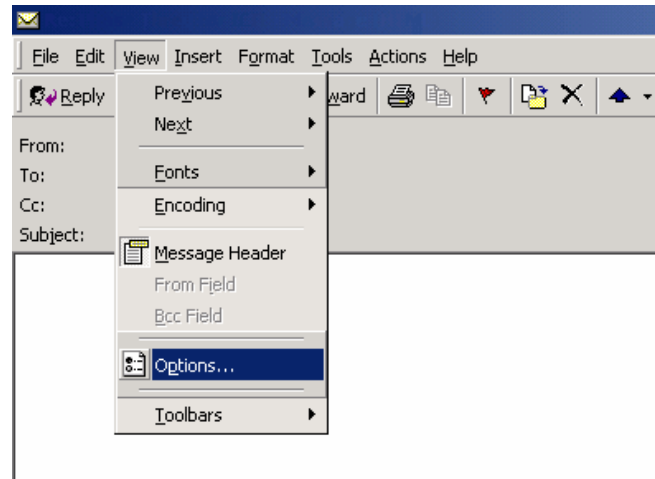 File Edit View Insert Format Tools Actions Help
Reply ward
Previous
Next
From:
To:
Fonts
Cc:
Encoding
Subject:
Message Header
From Field
Bcc Field
Options...
Toolbars